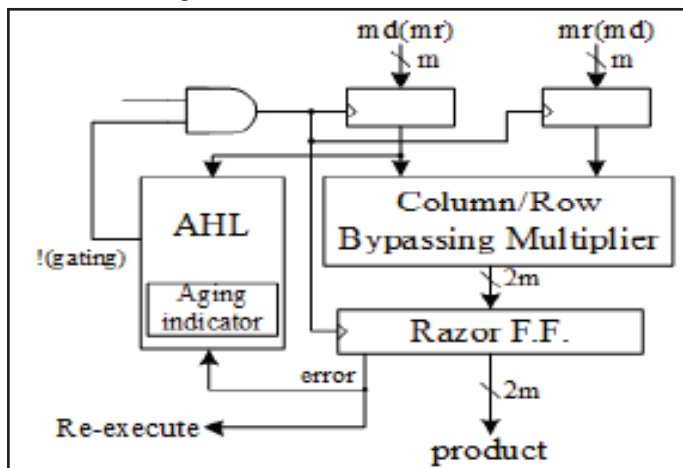 md(mr)
mr(md)
m
m
AHL
Column/Row
Bypassing Multiplier
!(gating)
Aging
indicator
2m
Razor F.F.
error
2m
Re-execute
product